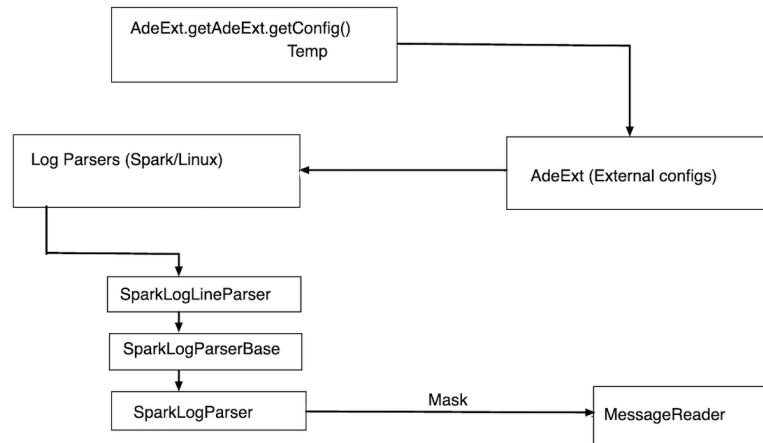 AdeExt.getAdeExt.getConfig()
Temp
Log Parsers (Spark/Linux)
AdeExt (External configs)
SparkLogLineParser
SparkLogParserBase
SparkLogParser
Mask
MessageReader